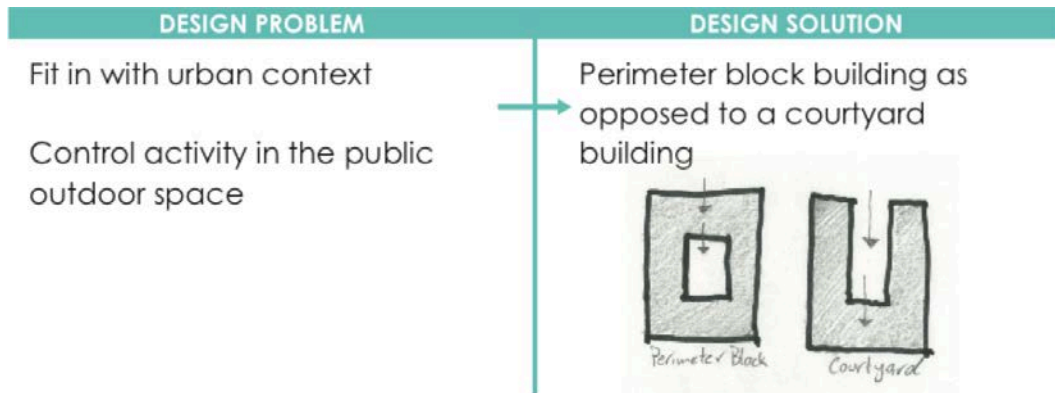 DESIGN PROBLEM
DESIGN SOLUTION
Fit in with urban context
Control activity in the public
outdoor space
Perimeter block building as
opposed to a courtyard
building
Perimeter Block
Courtyard